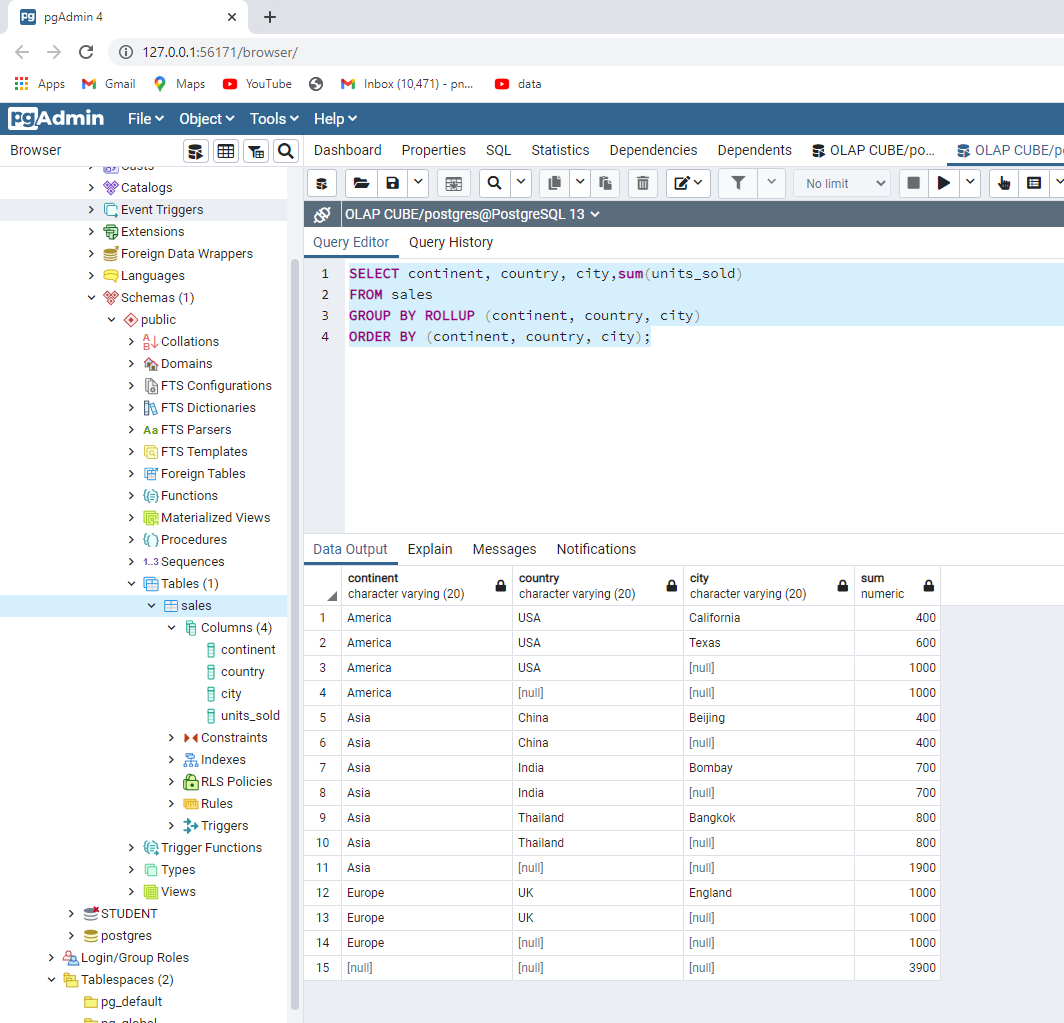 pgAdmin 4
127.0.0.1:56171/browser/
Apps Gmail Maps YouTube Inbox (10,471) - pn... data
pgAdmin File Object Tools Help
Browser
Dashboard Properties SQL Statistics Dependencies Dependents OLAP CUBE/po... OLAP CUBE/po
No limit
OLAP CUBE/postgres@PostgreSQL 13
Query Editor Query History
1 SELECT continent, country, city,sum(units_sold)
2 FROM sales
3 GROUP BY ROLLUP (continent, country, city)
4 ORDER BY (continent, country, city);
Casts
Catalogs
Event Triggers
Extensions
Foreign Data Wrappers
Languages
Schemas (1)
public
Collations
Domains
FTS Configurations
FTS Dictionaries
Aa FTS Parsers
FTS Templates
Foreign Tables
Functions
Materialized Views
Procedures
1..3 Sequences
Tables (1)
sales
Columns (4)
continent
country
city
units_sold
Constraints
Indexes
RLS Policies
Rules
Triggers
Trigger Functions
Types
Views
STUDENT
postgres
Login/Group Roles
Tablespaces (2)
pg_default
pg_global
Data Output Explain Messages Notifications
continent country city sum
character varying (20) character varying (20) character varying (20) numeric
1 America USA California 400
2 America USA Texas 600
3 America USA [null] 1000
4 America [null] [null] 1000
5 Asia China Beijing 400
6 Asia China [null] 400
7 Asia India Bombay 700
8 Asia India [null] 700
9 Asia Thailand Bangkok 800
10 Asia Thailand [null] 800
11 Asia [null] [null] 1900
12 Europe UK England 1000
13 Europe UK [null] 1000
14 Europe [null] [null] 1000
15 [null] [null] [null] 3900